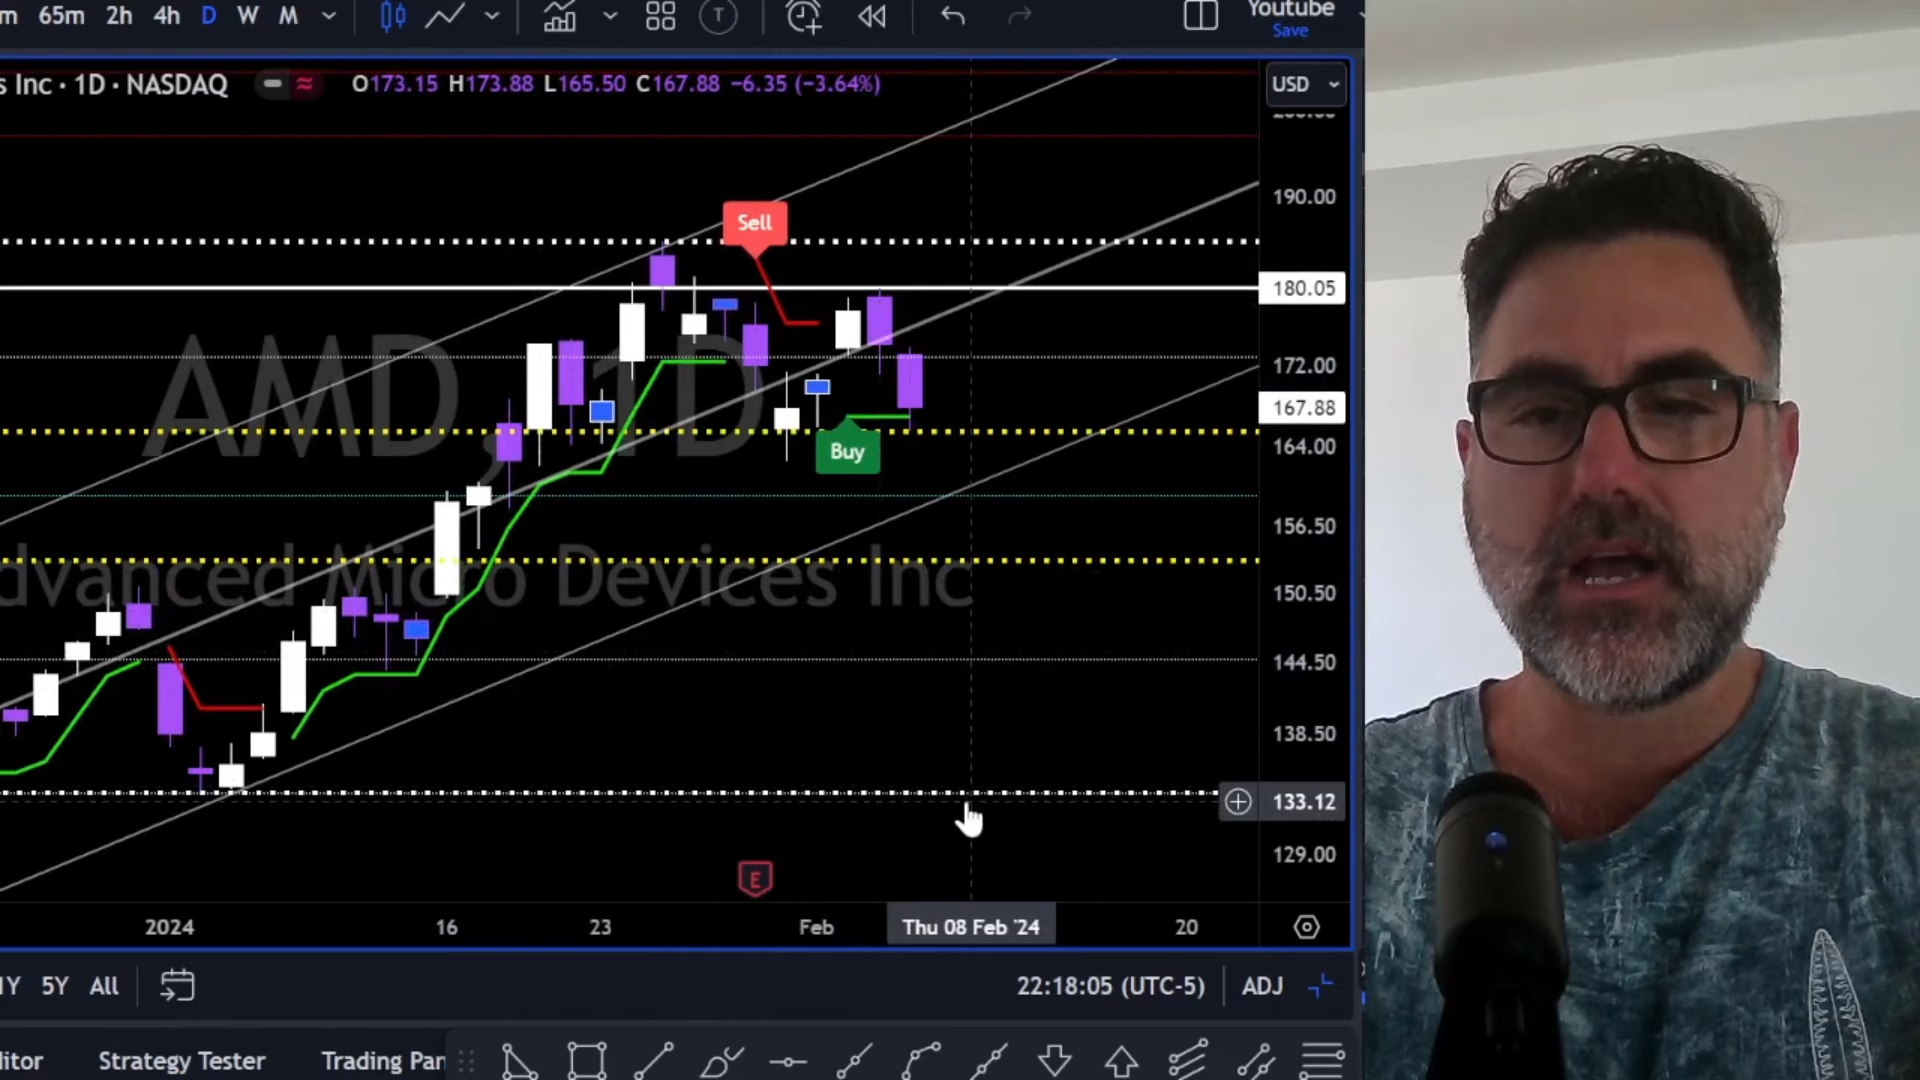 m 65m 2h 4h D W M
T
Youtube
Save
s Inc · 1D · NASDAQ
O173.15 H173.88 L165.50 C167.88 −6.35 (−3.64%)
USD
190.00
Sell
180.05
172.00
AMD, 1D
167.88
164.00
Buy
156.50
dvanced Micro Devices Inc
150.50
144.50
138.50
133.12
129.00
E
2024 16 23 Feb Thu 08 Feb '24 20
1Y 5Y All
22:18:05 (UTC-5) ADJ
itor Strategy Tester Trading Pan